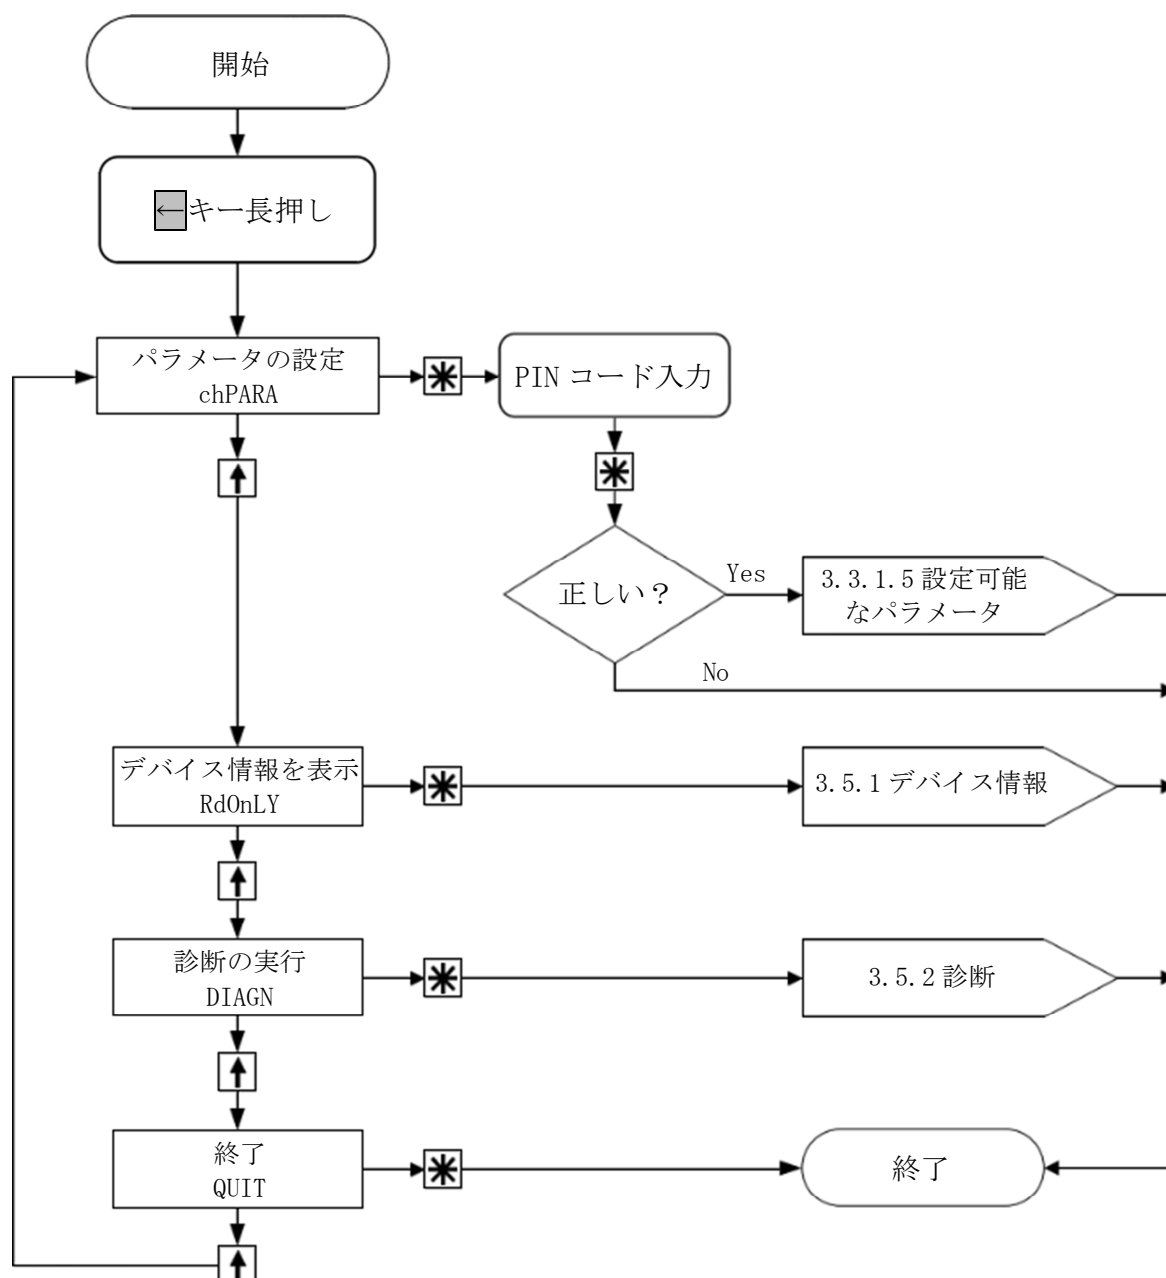 開始
←キー長押し
パラメータの設定
chPARA
PIN コード入力
正しい？
Yes
3.3.1.5 設定可能
なパラメータ
No
デバイス情報を表示
RdOnLY
3.5.1 デバイス情報
診断の実行
DIAGN
3.5.2 診断
終了
QUIT
終了